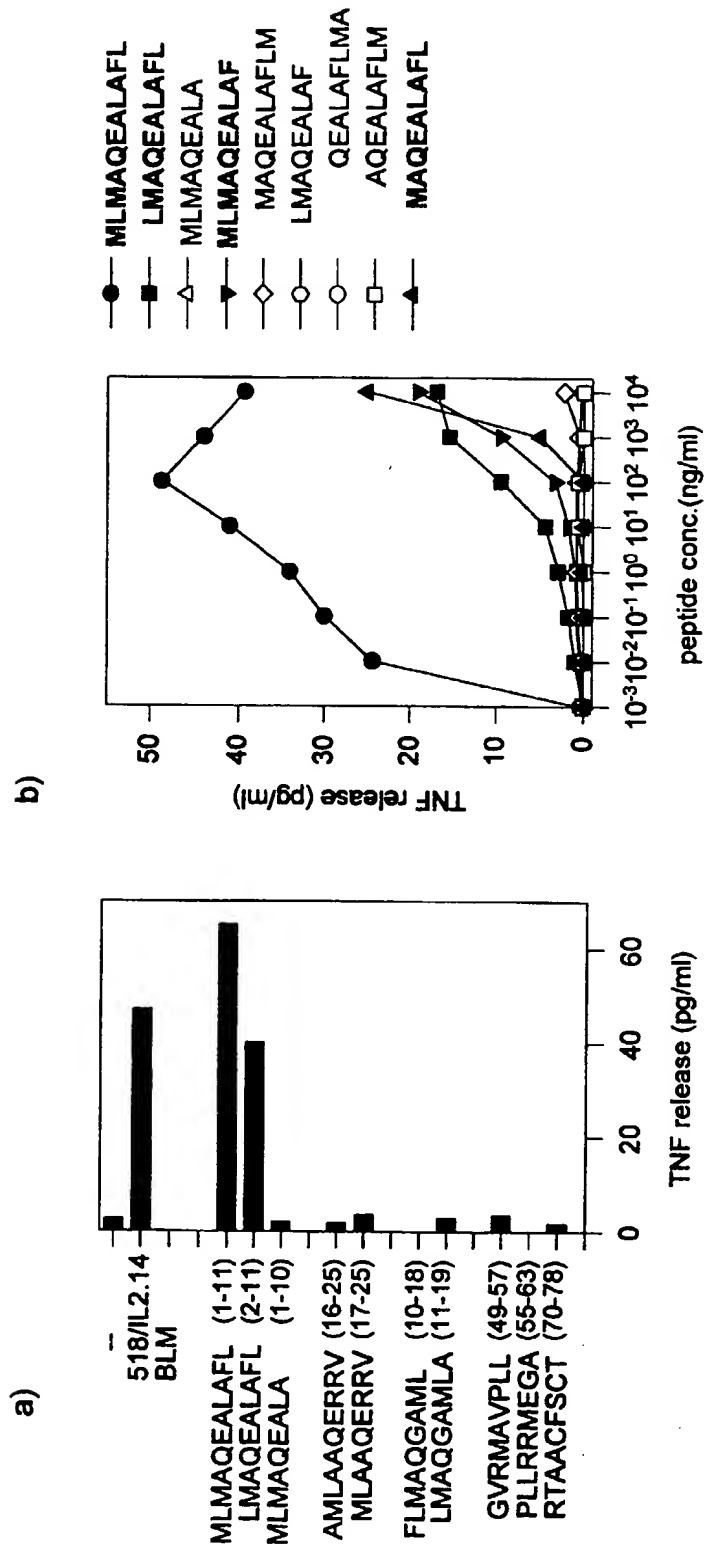 a)
–
518/IL2.14
BLM
MLMAQEALAFL (1-11)
LMAQEALAFL (2-11)
MLMAQEALA (1-10)
AMLAAQERRV (16-25)
MLAAQERRV (17-25)
FLMAQGAML (10-18)
LMAQGAMLA (11-19)
GVRMAVPLL (49-57)
PLLRRMEGA (55-63)
RTAACFSCT (70-78)
0 20 40 60
TNF release (pg/ml)
b)
TNF release (pg/ml)
50
40
30
20
10
0
10⁻³ 10⁻² 10⁻¹ 10⁰ 10¹ 10² 10³ 10⁴
peptide conc.(ng/ml)
MLMAQEALAFL
LMAQEALAFL
MLMAQEALA
MLMAQEALAF
MAQEALAFLM
LMAQEALAF
QEALAFLMA
AQEALAFLM
MAQEALAFL